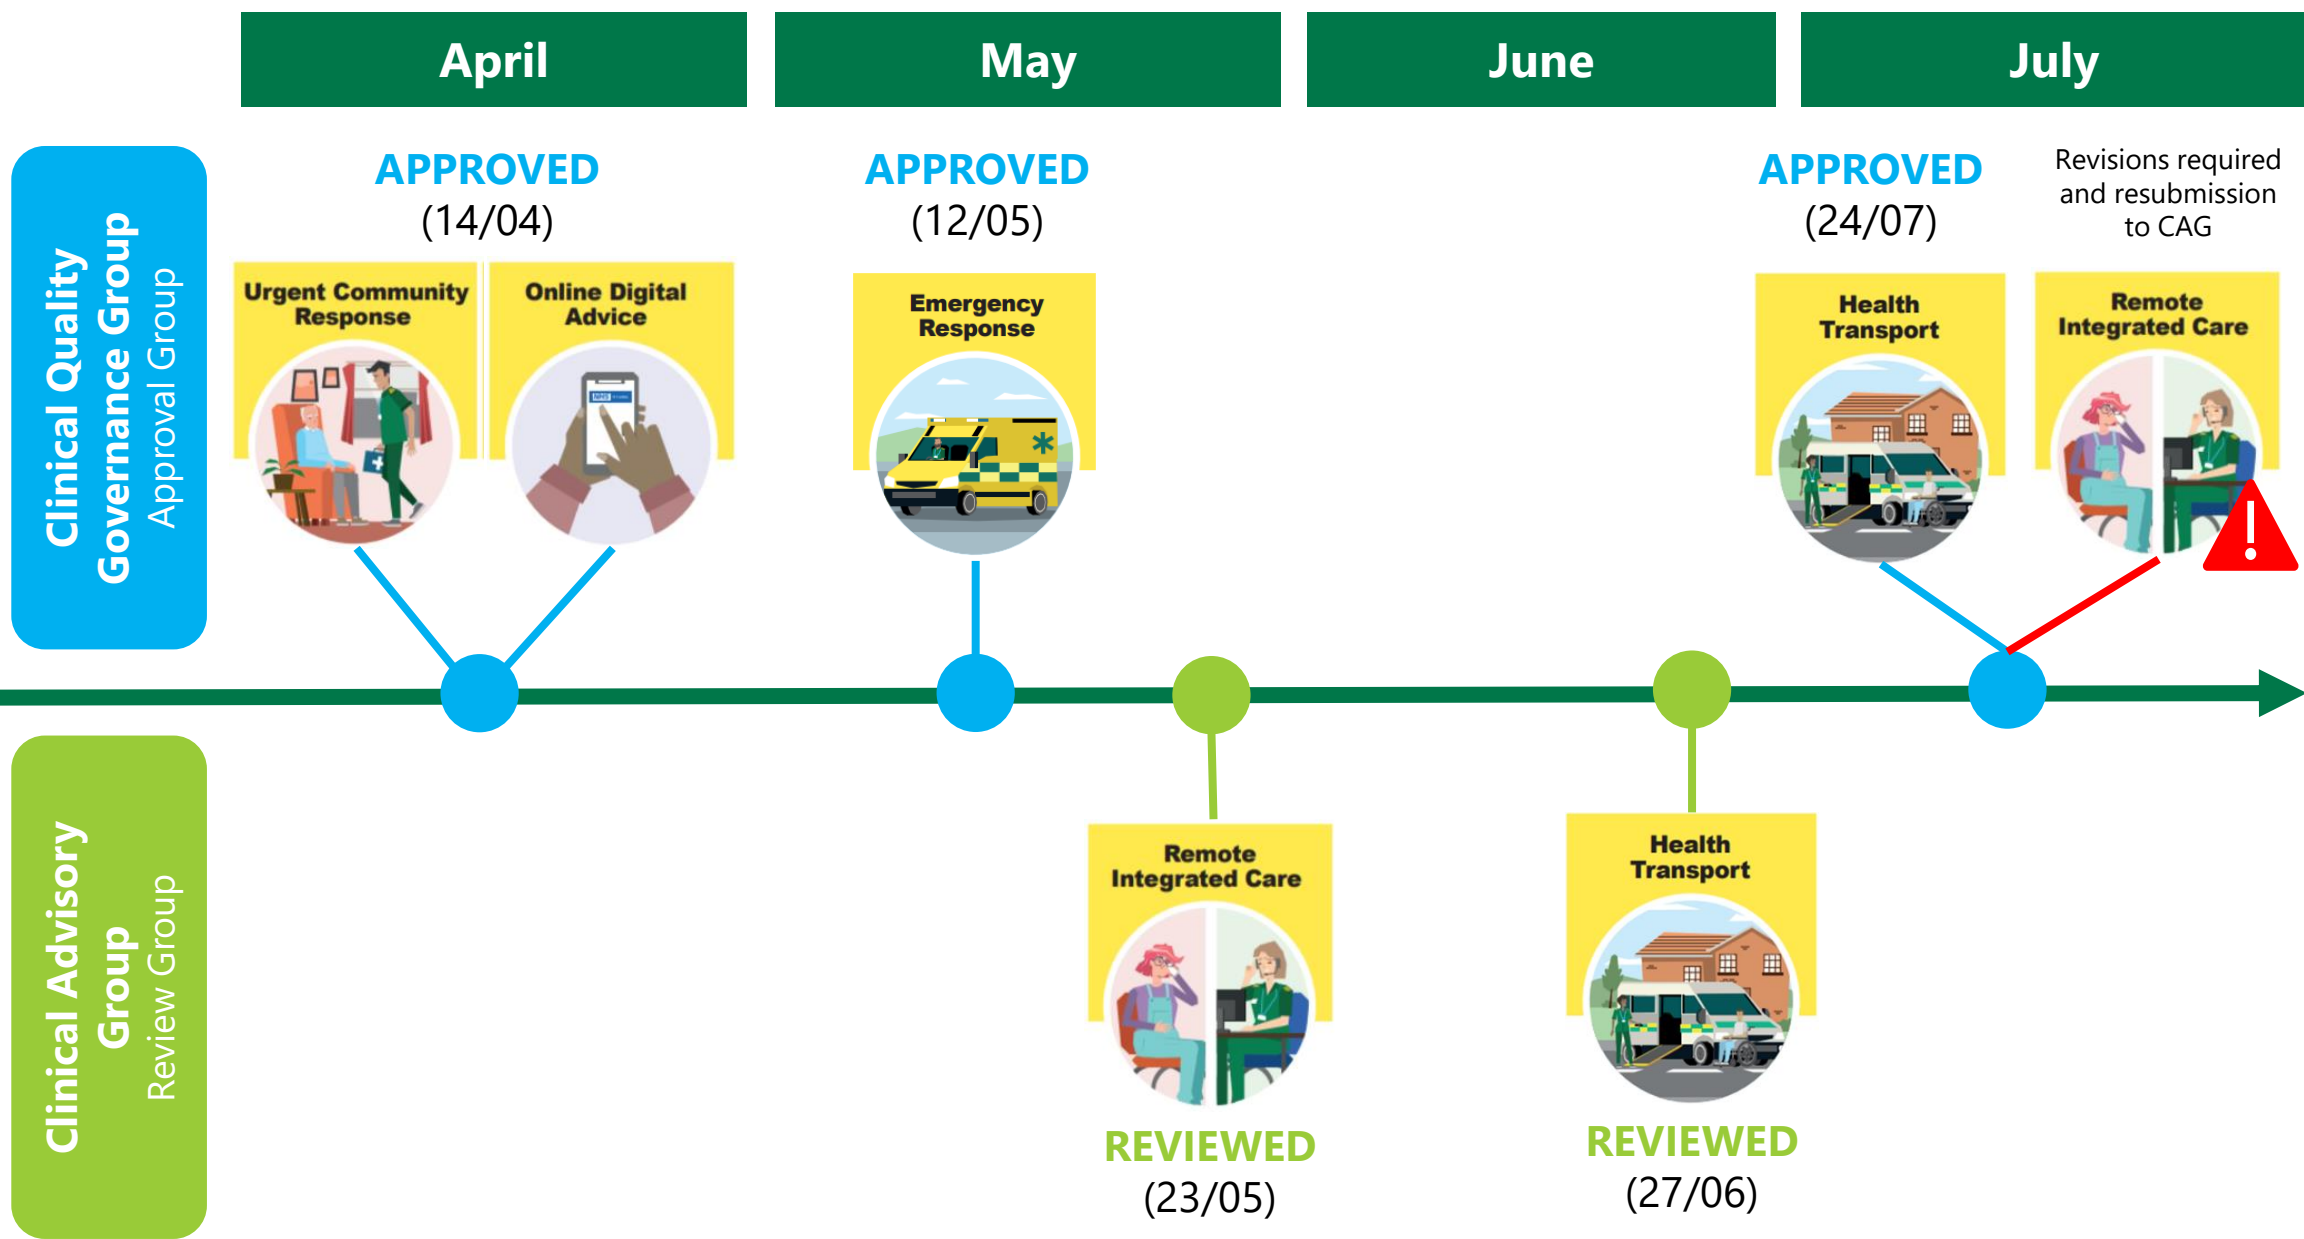 April
May
June
July
Clinical Quality
Governance Group
Approval Group
APPROVED
(14/04)
Urgent Community
Response
Online Digital
Advice
APPROVED
(12/05)
Emergency
Response
APPROVED
(24/07)
Health
Transport
Revisions required
and resubmission
to CAG
Remote
Integrated Care
NHS
Clinical Advisory
Group
Review Group
Remote
Integrated Care
REVIEWED
(23/05)
Health
Transport
REVIEWED
(27/06)